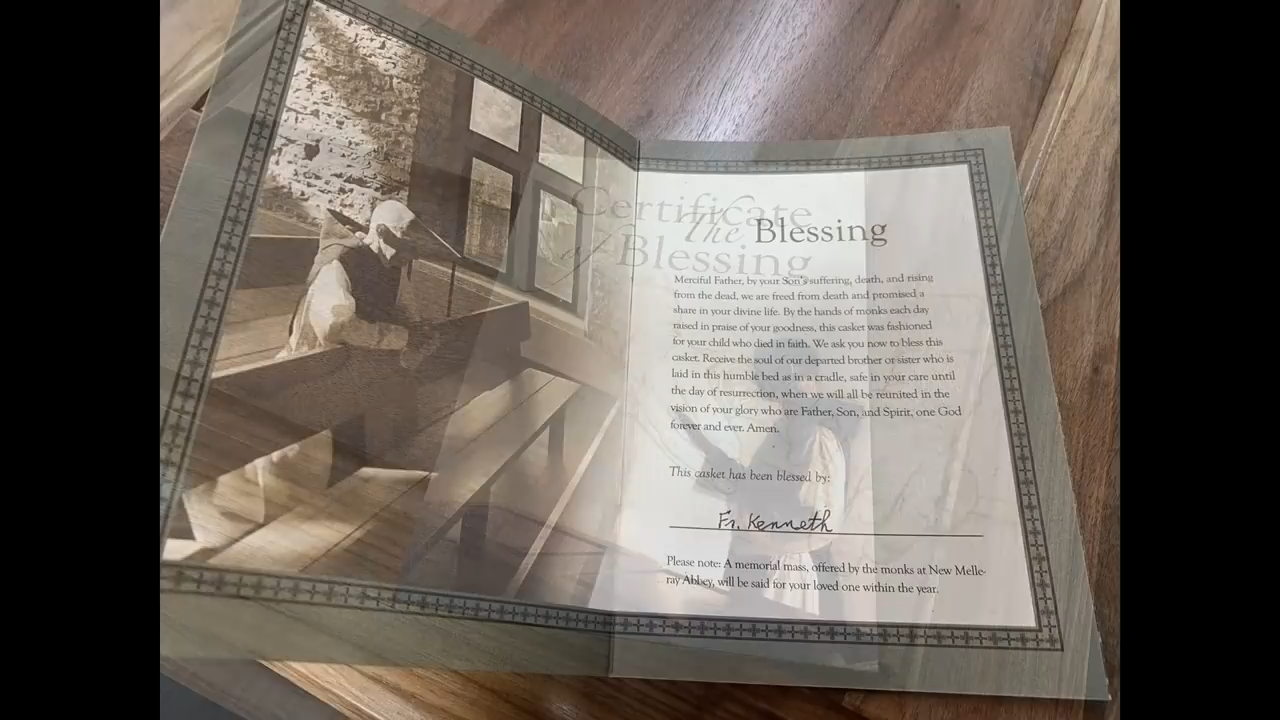 Certificate
of Blessing
The Blessing
Merciful Father, by your Son's suffering, death, and rising
from the dead, we are freed from death and promised a
share in your divine life. By the hands of monks each day
raised in praise of your goodness, this casket was fashioned
for your child who died in faith. We ask you now to bless this
casket. Receive the soul of our departed brother or sister who is
laid in this humble bed as in a cradle, safe in your care until
the day of resurrection, when we will all be reunited in the
vision of your glory who are Father, Son, and Spirit, one God
forever and ever. Amen.
This casket has been blessed by:
Fr. Kenneth
Please note: A memorial mass, offered by the monks at New Melle-
ray Abbey, will be said for your loved one within the year.